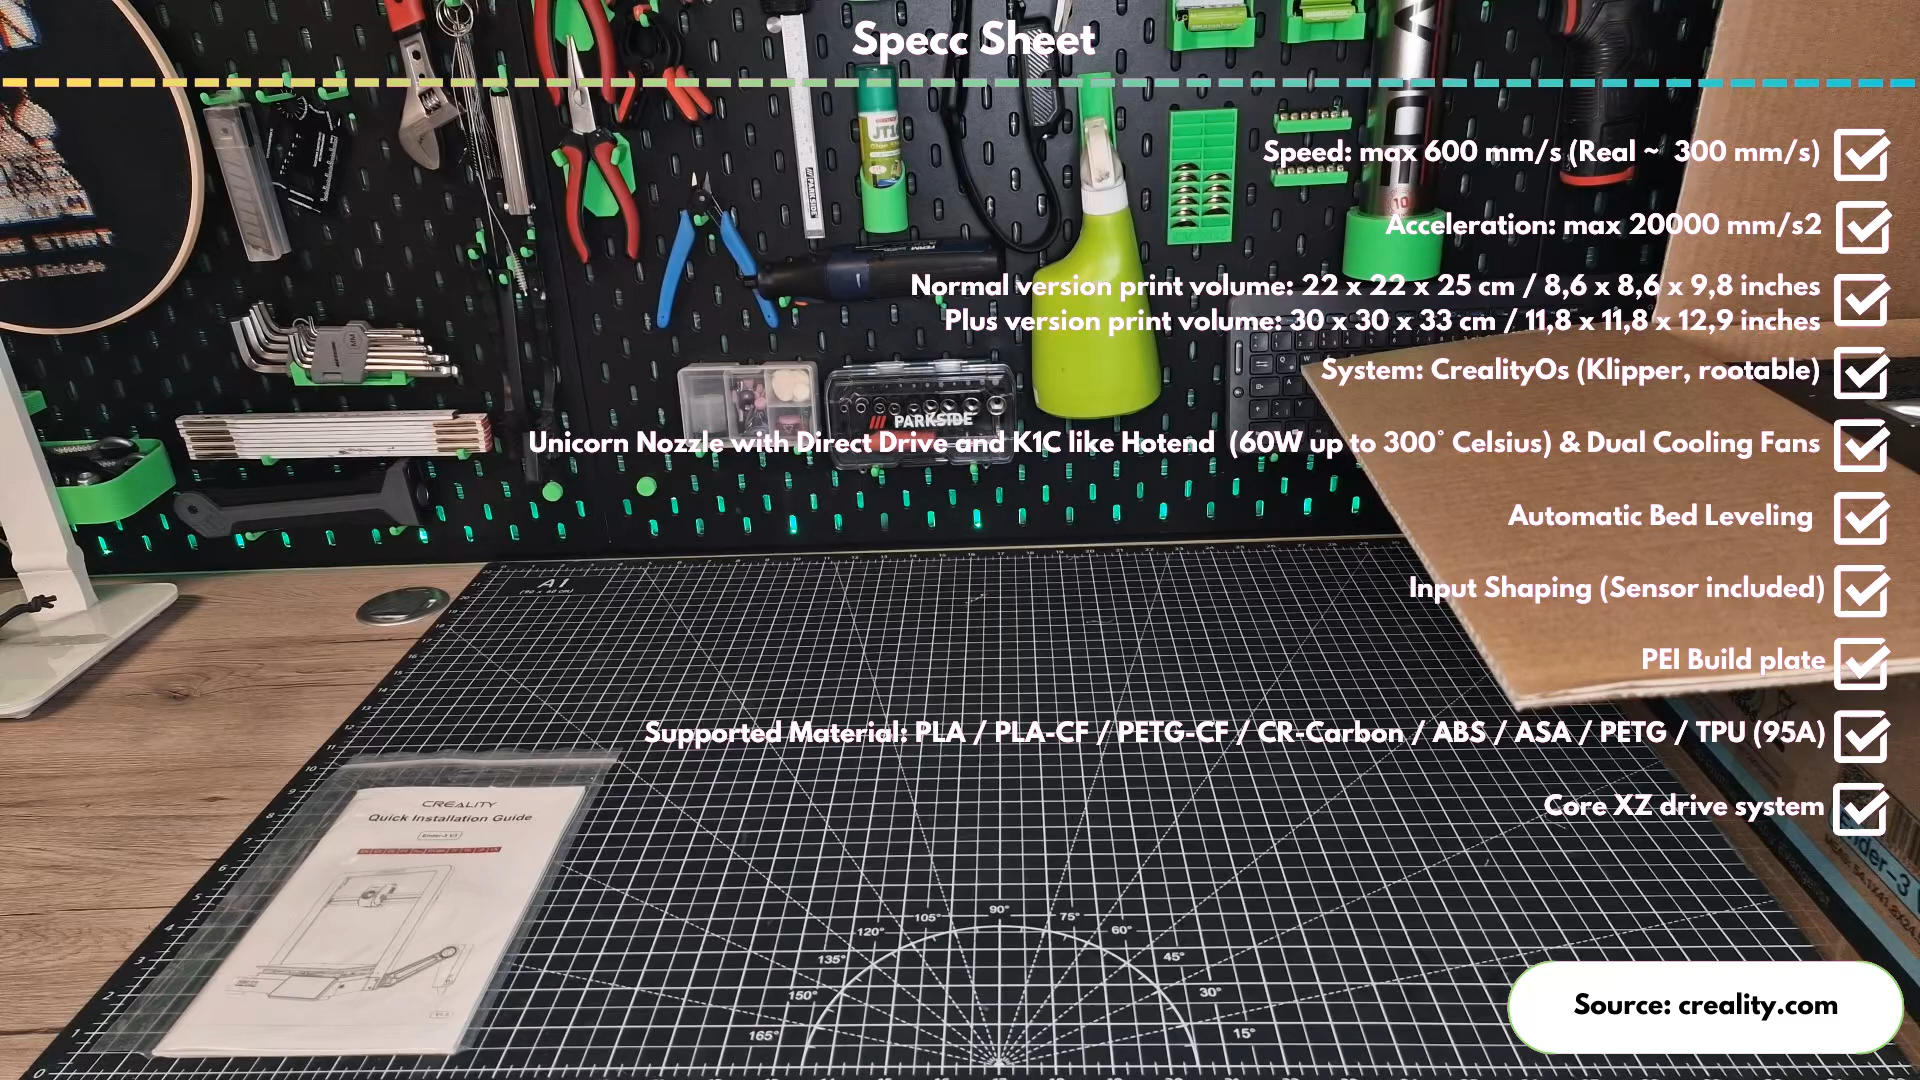 Specc Sheet
Speed: max 600 mm/s (Real ~ 300 mm/s)
Acceleration: max 20000 mm/s2
Normal version print volume: 22 x 22 x 25 cm / 8,6 x 8,6 x 9,8 inches
Plus version print volume: 30 x 30 x 33 cm / 11,8 x 11,8 x 12,9 inches
System: CrealityOs (Klipper, rootable)
PARKSIDE
Unicorn Nozzle with Direct Drive and K1C like Hotend (60W up to 300° Celsius) & Dual Cooling Fans
Automatic Bed Leveling
A1
Input Shaping (Sensor included)
PEI Build plate
Supported Material: PLA / PLA-CF / PETG-CF / CR-Carbon / ABS / ASA / PETG / TPU (95A)
Core XZ drive system
CREALITY
Quick Installation Guide
Ender-3 V3
90°
105° 75°
120° 60°
135° 45°
150° 30°
165° 15°
Source: creality.com